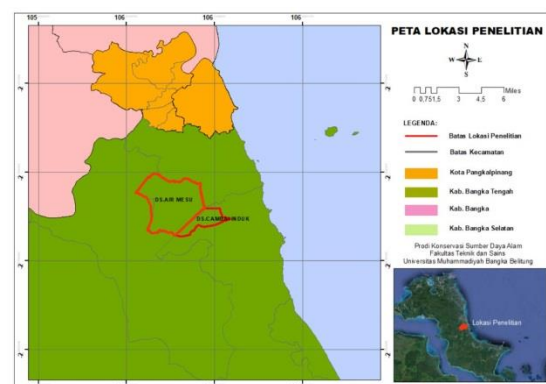 PETA LOKASI PENELITIAN
N
W E
S
Miles
0 0,75 1,5 3 4,5 6
LEGENDA:
Batas Lokasi Penelitian
Batas Kecamatan
Kota Pangkalpinang
Kab. Bangka Tengah
Kab. Bangka
Kab. Bangka Selatan
Prodi Konservasi Sumber Daya Alam
Fakultas Teknik dan Sains
Universitas Muhammadiyah Bangka Belitung
Lokasi Penelitian
105 106 106 106
DS.AIR MESU